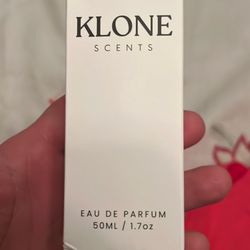 KLONE
SCENTS
EAU DE PARFUM
50ML / 1.7oz